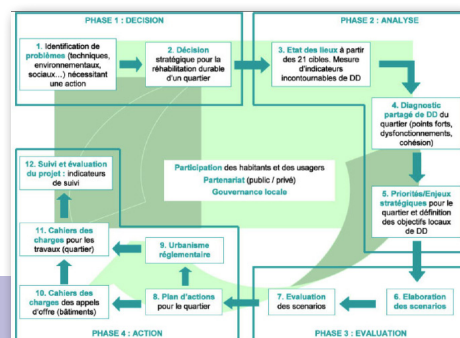 PHASE 1 : DECISION
PHASE 2 : ANALYSE
1. Identification de
problèmes (techniques,
environnementaux,
sociaux...) nécessitant
une action
2. Décision
stratégique pour la
réhabilitation durable
d'un quartier
3. Etat des lieux à partir
des 21 cibles. Mesure
d'indicateurs
incontournables de DD
4. Diagnostic
partagé de DD du
quartier (points forts,
dysfonctionnements,
cohésion)
12. Suivi et évaluation
du projet : indicateurs
de suivi
Participation des habitants et des usagers
Partenariat (public / privé)
Gouvernance locale
5. Priorités/Enjeux
stratégiques pour le
quartier et définition
des objectifs locaux
de DD
11. Cahiers des
charges pour les
travaux (quartier)
9. Urbanisme
réglementaire
10. Cahiers des
charges des appels
d'offre (bâtiments)
8. Plan d'actions
pour le quartier
7. Evaluation
des scenarios
6. Elaboration
des scenarios
PHASE 4 : ACTION
PHASE 3 : EVALUATION